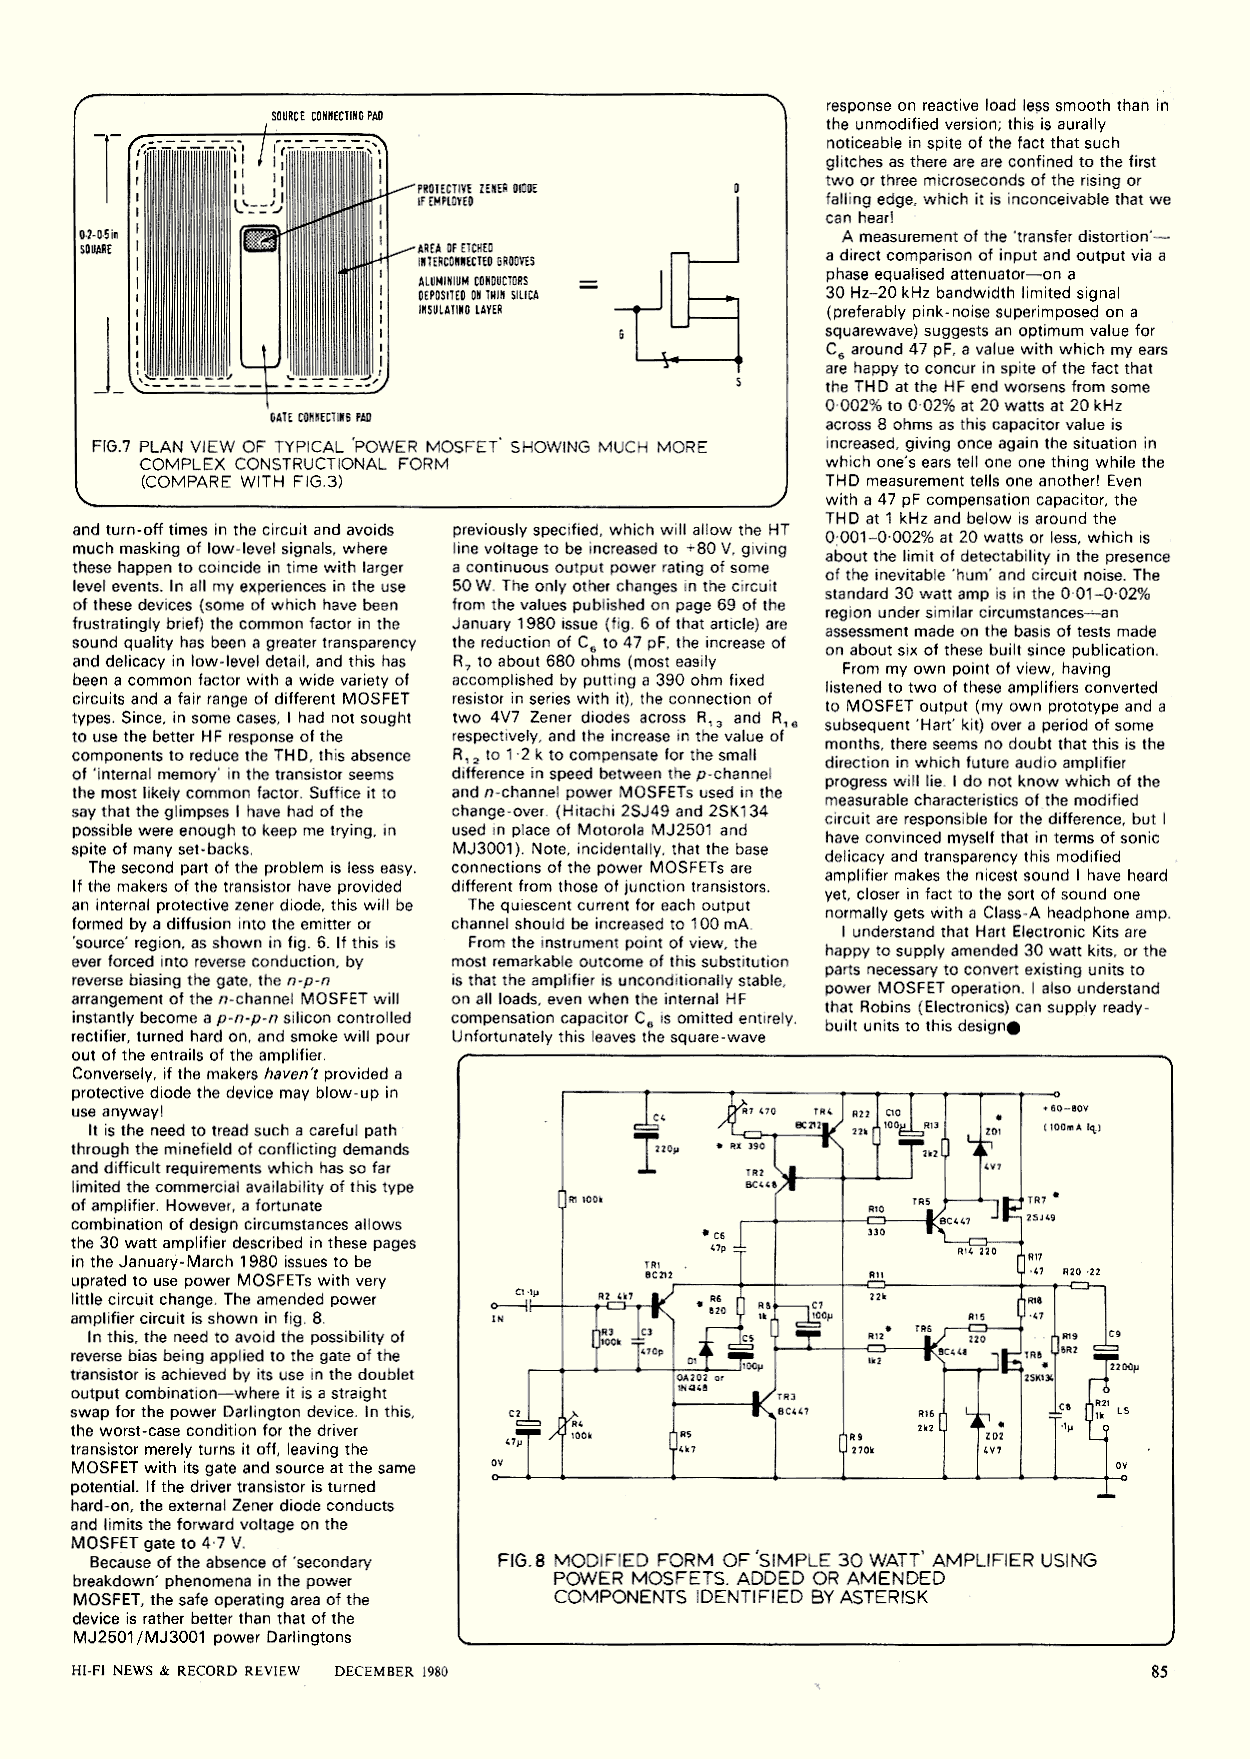 SOURCE CONNECTING PAD
PROTECTIVE ZENER DIODE
IF EMPLOYED
0·2-0·5in
SQUARE
AREA OF ETCHED
INTERCONNECTED GROOVES
ALUMINIUM CONDUCTORS
DEPOSITED ON THIN SILICA
INSULATING LAYER
=
D
G
S
GATE CONNECTING PAD
FIG.7 PLAN VIEW OF TYPICAL 'POWER MOSFET' SHOWING MUCH MORE
COMPLEX CONSTRUCTIONAL FORM
(COMPARE WITH FIG.3)
and turn-off times in the circuit and avoids
much masking of low-level signals, where
these happen to coincide in time with larger
level events. In all my experiences in the use
of these devices (some of which have been
frustratingly brief) the common factor in the
sound quality has been a greater transparency
and delicacy in low-level detail, and this has
been a common factor with a wide variety of
circuits and a fair range of different MOSFET
types. Since, in some cases, I had not sought
to use the better HF response of the
components to reduce the THD, this absence
of 'internal memory' in the transistor seems
the most likely common factor. Suffice it to
say that the glimpses I have had of the
possible were enough to keep me trying, in
spite of many set-backs.
The second part of the problem is less easy.
If the makers of the transistor have provided
an internal protective zener diode, this will be
formed by a diffusion into the emitter or
'source' region, as shown in fig. 6. If this is
ever forced into reverse conduction, by
reverse biasing the gate, the n-p-n
arrangement of the n-channel MOSFET will
instantly become a p-n-p-n silicon controlled
rectifier, turned hard on, and smoke will pour
out of the entrails of the amplifier.
Conversely, if the makers haven't provided a
protective diode the device may blow-up in
use anyway!
It is the need to tread such a careful path
through the minefield of conflicting demands
and difficult requirements which has so far
limited the commercial availability of this type
of amplifier. However, a fortunate
combination of design circumstances allows
the 30 watt amplifier described in these pages
in the January-March 1980 issues to be
uprated to use power MOSFETs with very
little circuit change. The amended power
amplifier circuit is shown in fig. 8.
In this, the need to avoid the possibility of
reverse bias being applied to the gate of the
transistor is achieved by its use in the doublet
output combination—where it is a straight
swap for the power Darlington device. In this,
the worst-case condition for the driver
transistor merely turns it off, leaving the
MOSFET with its gate and source at the same
potential. If the driver transistor is turned
hard-on, the external Zener diode conducts
and limits the forward voltage on the
MOSFET gate to 4·7 V.
Because of the absence of 'secondary
breakdown' phenomena in the power
MOSFET, the safe operating area of the
device is rather better than that of the
MJ2501/MJ3001 power Darlingtons
previously specified, which will allow the HT
line voltage to be increased to +80 V, giving
a continuous output power rating of some
50 W. The only other changes in the circuit
from the values published on page 69 of the
January 1980 issue (fig. 6 of that article) are
the reduction of C6 to 47 pF, the increase of
R7 to about 680 ohms (most easily
accomplished by putting a 390 ohm fixed
resistor in series with it), the connection of
two 4V7 Zener diodes across R13 and R16
respectively, and the increase in the value of
R12 to 1·2 k to compensate for the small
difference in speed between the p-channel
and n-channel power MOSFETs used in the
change-over. (Hitachi 2SJ49 and 2SK134
used in place of Motorola MJ2501 and
MJ3001). Note, incidentally, that the base
connections of the power MOSFETs are
different from those of junction transistors.
The quiescent current for each output
channel should be increased to 100 mA.
From the instrument point of view, the
most remarkable outcome of this substitution
is that the amplifier is unconditionally stable,
on all loads, even when the internal HF
compensation capacitor C6 is omitted entirely.
Unfortunately this leaves the square-wave
response on reactive load less smooth than in
the unmodified version; this is aurally
noticeable in spite of the fact that such
glitches as there are are confined to the first
two or three microseconds of the rising or
falling edge, which it is inconceivable that we
can hear!
A measurement of the 'transfer distortion'—
a direct comparison of input and output via a
phase equalised attenuator—on a
30 Hz–20 kHz bandwidth limited signal
(preferably pink-noise superimposed on a
squarewave) suggests an optimum value for
C6 around 47 pF, a value with which my ears
are happy to concur in spite of the fact that
the THD at the HF end worsens from some
0·002% to 0·02% at 20 watts at 20 kHz
across 8 ohms as this capacitor value is
increased, giving once again the situation in
which one's ears tell one one thing while the
THD measurement tells one another! Even
with a 47 pF compensation capacitor, the
THD at 1 kHz and below is around the
0·001–0·002% at 20 watts or less, which is
about the limit of detectability in the presence
of the inevitable 'hum' and circuit noise. The
standard 30 watt amp is in the 0·01–0·02%
region under similar circumstances—an
assessment made on the basis of tests made
on about six of these built since publication.
From my own point of view, having
listened to two of these amplifiers converted
to MOSFET output (my own prototype and a
subsequent 'Hart' kit) over a period of some
months, there seems no doubt that this is the
direction in which future audio amplifier
progress will lie. I do not know which of the
measurable characteristics of the modified
circuit are responsible for the difference, but I
have convinced myself that in terms of sonic
delicacy and transparency this modified
amplifier makes the nicest sound I have heard
yet, closer in fact to the sort of sound one
normally gets with a Class-A headphone amp.
I understand that Hart Electronic Kits are
happy to supply amended 30 watt kits, or the
parts necessary to convert existing units to
power MOSFET operation. I also understand
that Robins (Electronics) can supply ready-
built units to this design●
C4
220µ
R7 470
* RX 390
TR4
BC212
R22
22k
C10
100µ
R13
2k2
*
ZD1
4V7
+60–80V
(100mA Iq.)
TR2
BC448
R1 100k
R10
330
TR5
BC447
TR7 *
2SJ49
* C6
47p
R14 220
R17
·47
R20 ·22
TR1
BC212
R11
22k
C1 ·1µ
IN
R2 4k7
* R6
820
R8
1k
C7
100µ
R18
·47
R3
100k
C3
470p
C5
100µ
D1
OA202 or
1N4148
R12 *
1k2
TR6
BC448
R15
220
TR8
*
2SK134
R19
8R2
C9
2200µ
TR3
BC447
C2
47µ
R4
100k
R5
4k7
R9
270k
R16
2k2
*
ZD2
4V7
C8
·1µ
R21
1k
LS
0V
0V
FIG.8 MODIFIED FORM OF 'SIMPLE 30 WATT' AMPLIFIER USING
POWER MOSFETS. ADDED OR AMENDED
COMPONENTS IDENTIFIED BY ASTERISK
HI-FI NEWS & RECORD REVIEW DECEMBER 1980
85